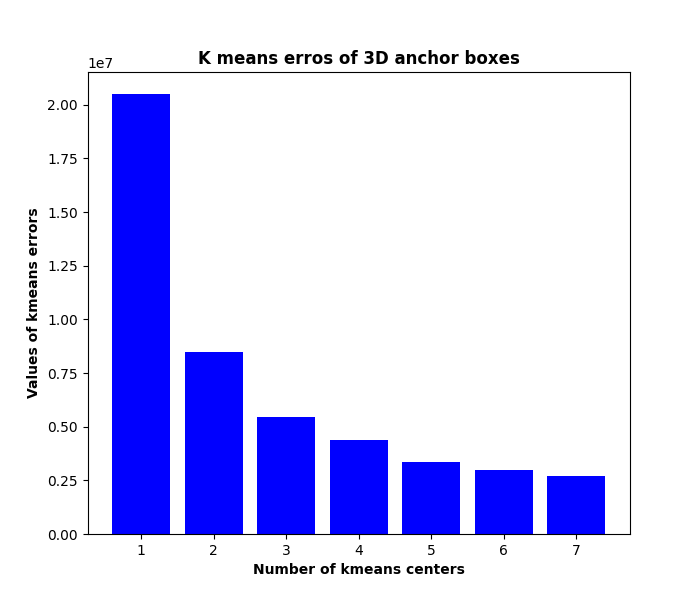 K means erros of 3D anchor boxes
1e7
2.00
1.75
1.50
1.25
1.00
0.75
0.50
0.25
0.00
Values of kmeans errors
1 2 3 4 5 6 7
Number of kmeans centers